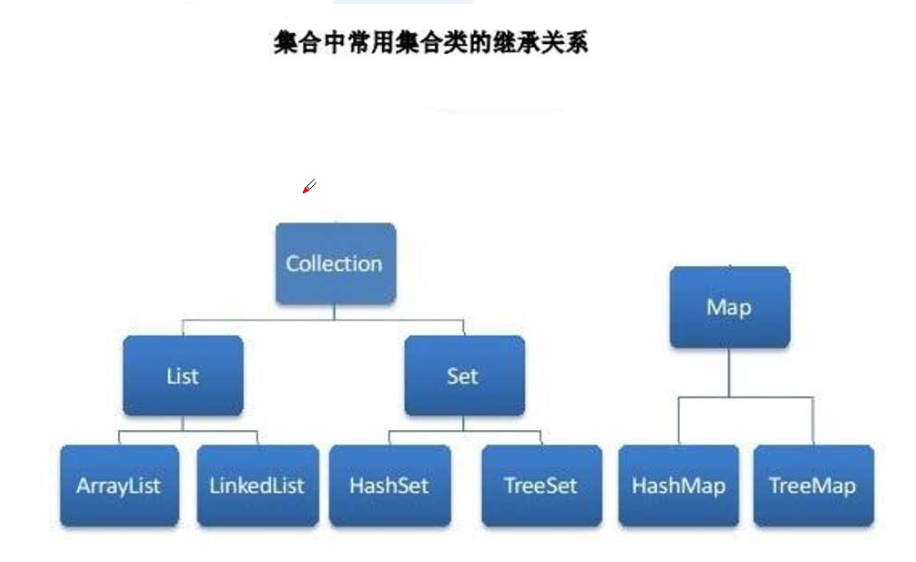 集合中常用集合类的继承关系
Collection
Map
List
Set
ArrayList
LinkedList
HashSet
TreeSet
HashMap
TreeMap